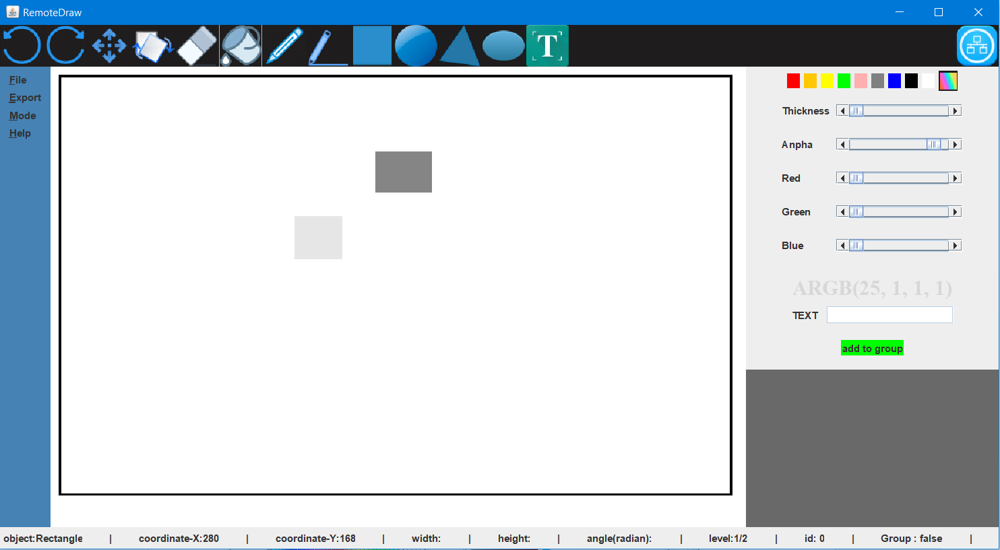 RemoteDraw
T
File
Export
Mode
Help
Thickness
Anpha
Red
Green
Blue
ARGB(25, 1, 1, 1)
TEXT
add to group
object:Rectangle | coordinate-X:280 | coordinate-Y:168 | width: | height: | angle(radian): | level:1/2 | id: 0 | Group : false |